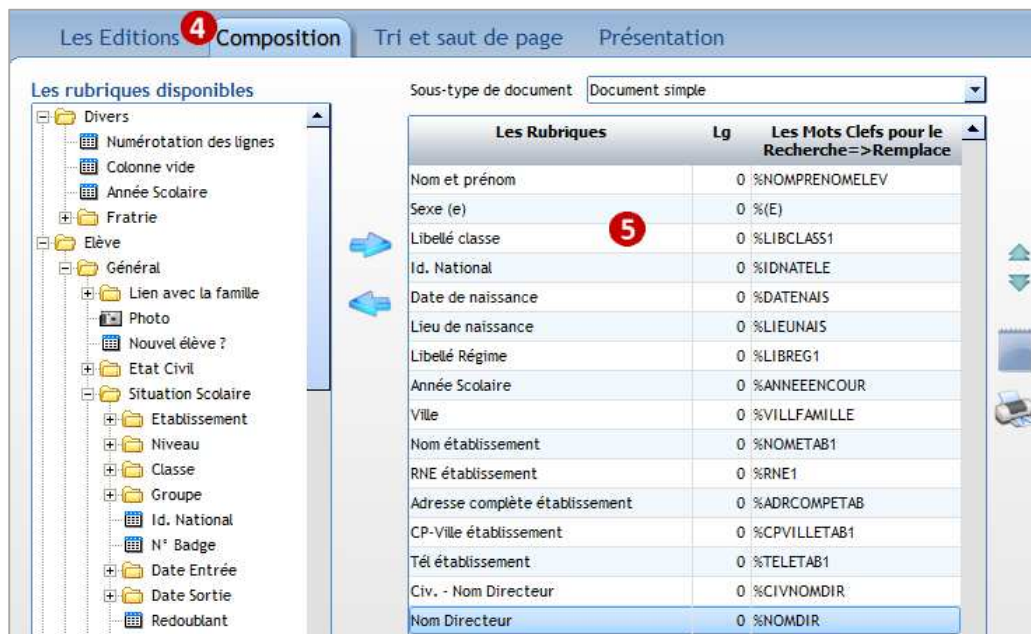 Les Editions 4 Composition Tri et saut de page Présentation
Les rubriques disponibles
Divers
Numérotation des lignes
Colonne vide
Année Scolaire
Fratrie
Elève
Général
Lien avec la famille
Photo
Nouvel élève ?
Etat Civil
Situation Scolaire
Etablissement
Niveau
Classe
Groupe
Id. National
N° Badge
Date Entrée
Date Sortie
Redoublant
Sous-type de document Document simple
Les Rubriques Lg Les Mots Clefs pour le
Recherche=>Remplace
Nom et prénom 0 %NOMPRENOMELEV
Sexe (e) 0 %(E)
5
Libellé classe 0 %LIBCLASS1
Id. National 0 %IDNATELE
Date de naissance 0 %DATENAIS
Lieu de naissance 0 %LIEUNAIS
Libellé Régime 0 %LIBREG1
Année Scolaire 0 %ANNEEENCOUR
Ville 0 %VILLFAMILLE
Nom établissement 0 %NOMETAB1
RNE établissement 0 %RNE1
Adresse complète établissement 0 %ADRCOMPETAB
CP-Ville établissement 0 %CPVILLETAB1
Tél établissement 0 %TELETAB1
Civ. - Nom Directeur 0 %CIVNOMDIR
Nom Directeur 0 %NOMDIR